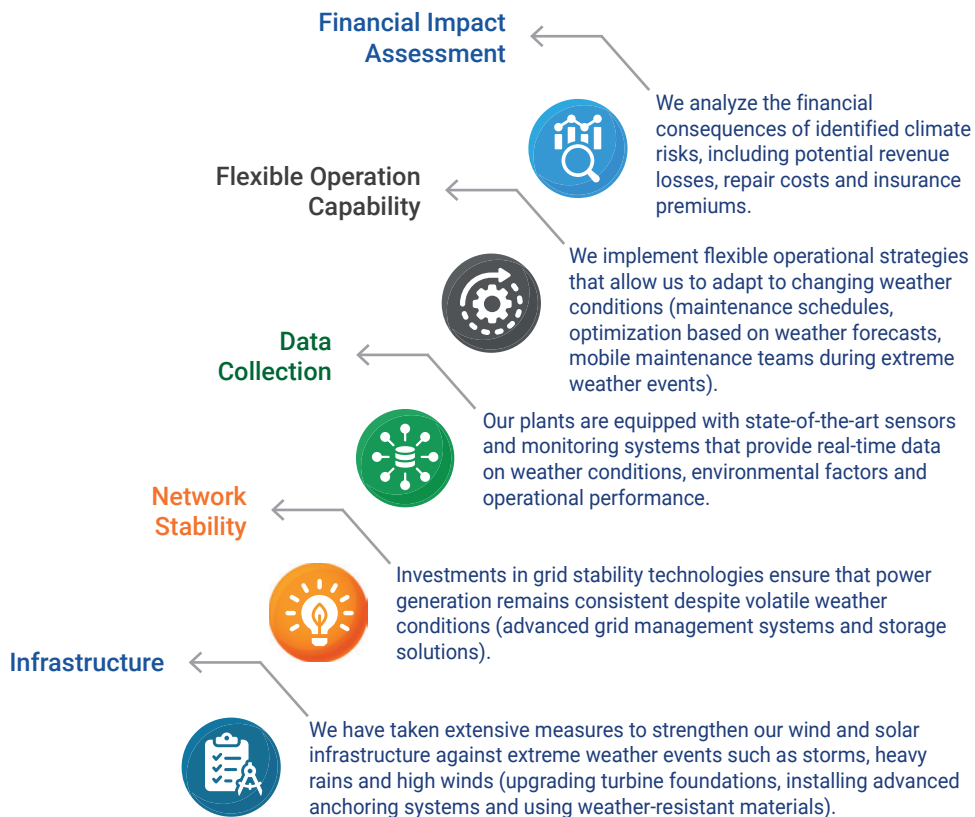 Financial Impact
Assessment
We analyze the financial
consequences of identified climate
risks, including potential revenue
losses, repair costs and insurance
premiums.
Flexible Operation
Capability
We implement flexible operational strategies
that allow us to adapt to changing weather
conditions (maintenance schedules,
optimization based on weather forecasts,
mobile maintenance teams during extreme
weather events).
Data
Collection
Our plants are equipped with state-of-the-art sensors
and monitoring systems that provide real-time data
on weather conditions, environmental factors and
operational performance.
Network
Stability
Investments in grid stability technologies ensure that power
generation remains consistent despite volatile weather
conditions (advanced grid management systems and storage
solutions).
Infrastructure
We have taken extensive measures to strengthen our wind and solar
infrastructure against extreme weather events such as storms, heavy
rains and high winds (upgrading turbine foundations, installing advanced
anchoring systems and using weather-resistant materials).